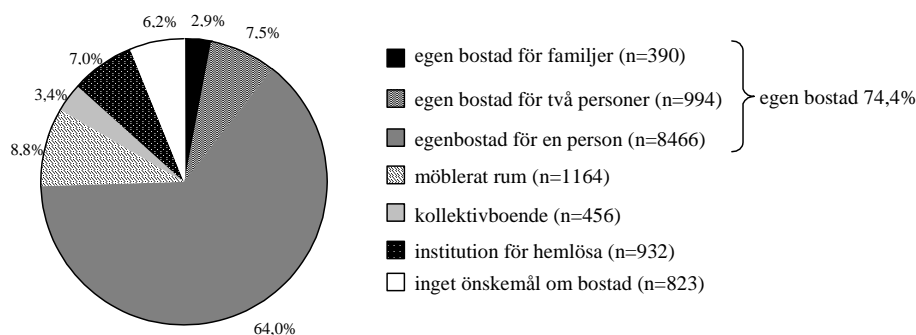 6,2%
2,9%
7,5%
7,0%
3,4%
8,8%
64,0%
egen bostad för familjer (n=390)
egen bostad för två personer (n=994)
egenbostad för en person (n=8466)
egen bostad 74,4%
möblerat rum (n=1164)
kollektivboende (n=456)
institution för hemlösa (n=932)
inget önskemål om bostad (n=823)